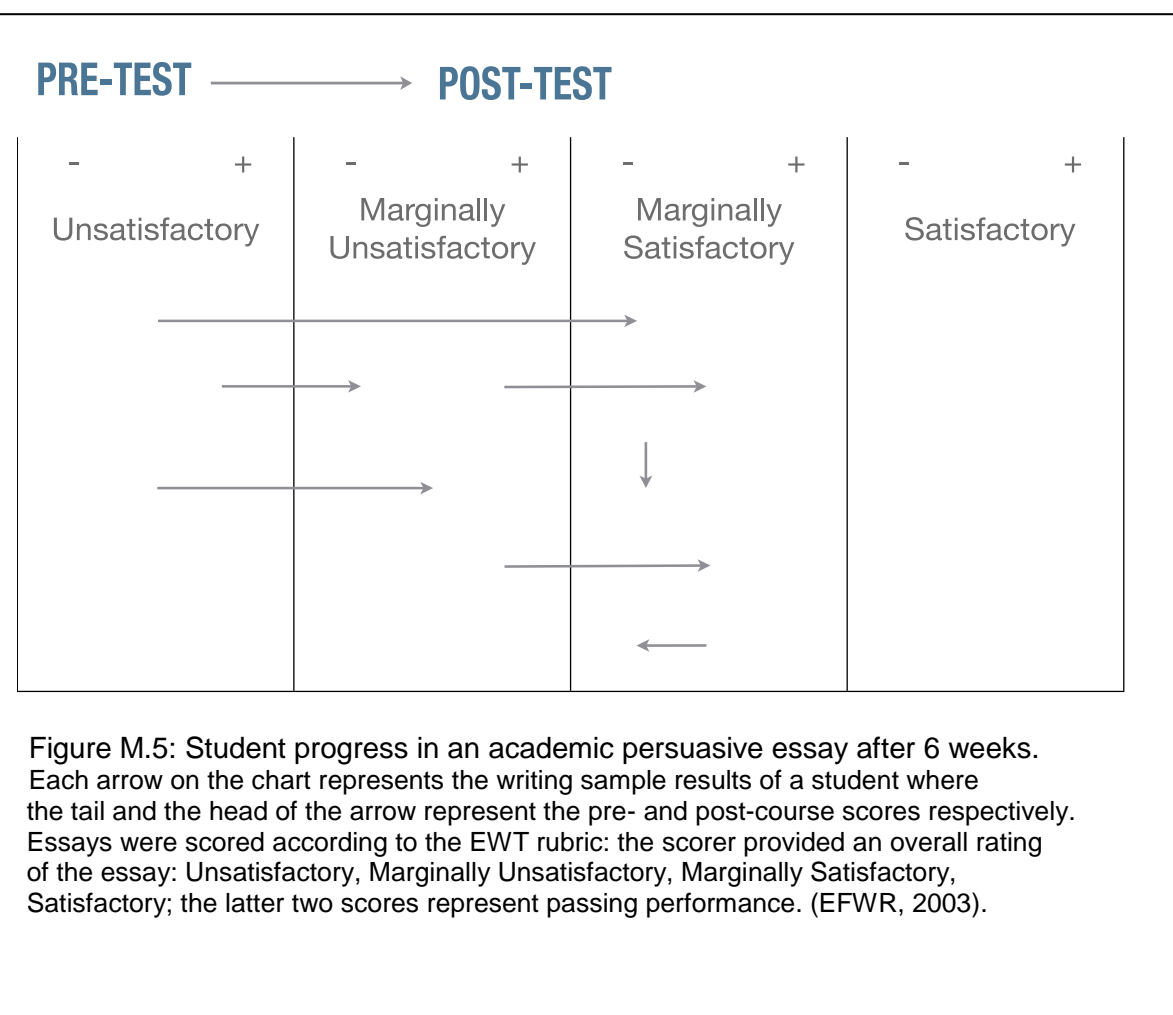 PRE-TEST POST-TEST
- + - + - + - +
Unsatisfactory Marginally Unsatisfactory Marginally Satisfactory Satisfactory
Figure M.5: Student progress in an academic persuasive essay after 6 weeks.
Each arrow on the chart represents the writing sample results of a student where
the tail and the head of the arrow represent the pre- and post-course scores respectively.
Essays were scored according to the EWT rubric: the scorer provided an overall rating
of the essay: Unsatisfactory, Marginally Unsatisfactory, Marginally Satisfactory,
Satisfactory; the latter two scores represent passing performance. (EFWR, 2003).